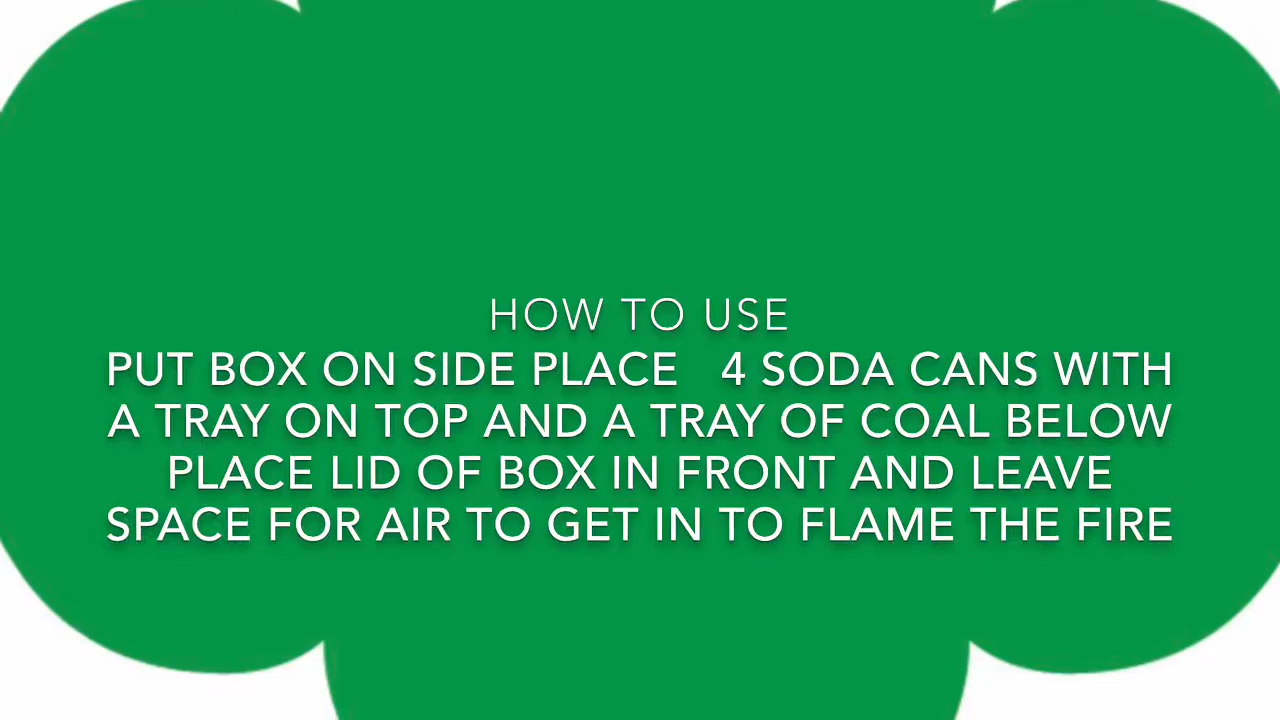 HOW TO USE
PUT BOX ON SIDE PLACE 4 SODA CANS WITH
A TRAY ON TOP AND A TRAY OF COAL BELOW
PLACE LID OF BOX IN FRONT AND LEAVE
SPACE FOR AIR TO GET IN TO FLAME THE FIRE